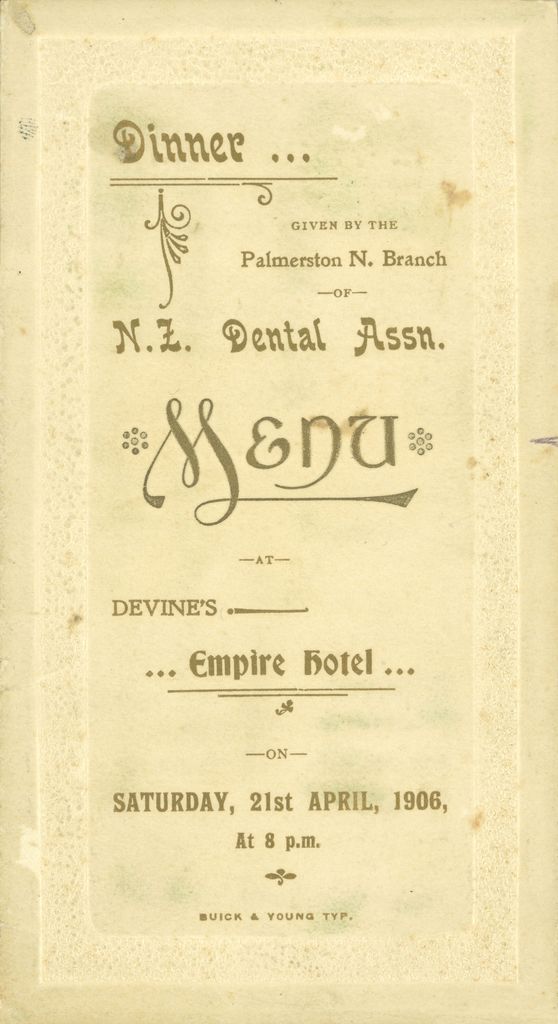 Dinner ...
GIVEN BY THE
Palmerston N. Branch
—OF—
N.Z. Dental Assn.
Menu
—AT—
DEVINE'S
... Empire Hotel ...
—ON—
SATURDAY, 21st APRIL, 1906,
At 8 p.m.
BUICK & YOUNG TYP.